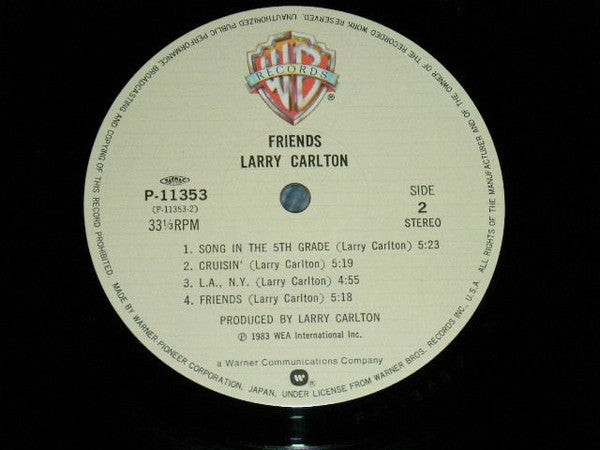 WB
RECORDS
®
FRIENDS
LARRY CARLTON
P-11353
(P-11353-2)
33⅓RPM
SIDE
2
STEREO
1. SONG IN THE 5TH GRADE (Larry Carlton) 5:23
2. CRUISIN' (Larry Carlton) 5:19
3. L.A., N.Y. (Larry Carlton) 4:55
4. FRIENDS (Larry Carlton) 5:18
PRODUCED BY LARRY CARLTON
℗ 1983 WEA International Inc.
a Warner Communications Company
W ®
MADE BY WARNER-PIONEER CORPORATION, JAPAN, UNDER LICENSE FROM WARNER BROS. RECORDS INC. U.S.A. ALL RIGHTS OF THE MANUFACTURER AND OF THE OWNER OF THE RECORDED WORK RESERVED. UNAUTHORIZED PUBLIC PERFORMANCE BROADCASTING AND COPYING OF THIS RECORD PROHIBITED